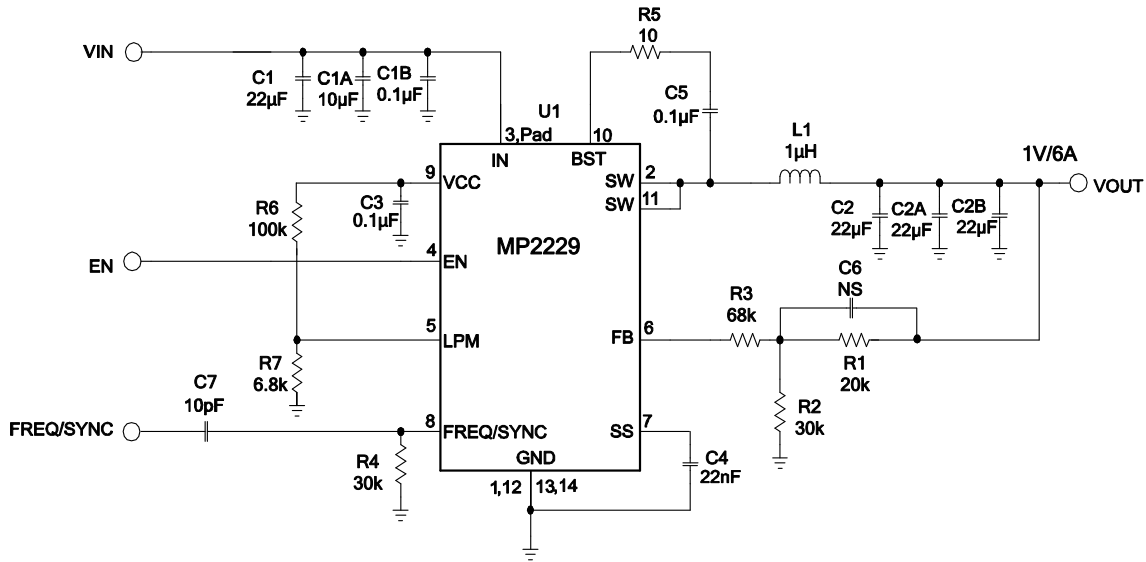 R5
10
VIN
C1
22µF
C1A
10µF
C1B
0.1µF
C5
0.1µF
U1
3,Pad
10
IN
BST
L1
1µH
1V/6A
VOUT
9
VCC
SW
2
SW
11
R6
100k
C3
0.1µF
C2
22µF
C2A
22µF
C2B
22µF
MP2229
4
EN
EN
C6
NS
R3
68k
5
LPM
FB
6
R1
20k
R7
6.8k
C7
10pF
R2
30k
FREQ/SYNC
8
FREQ/SYNC
SS
7
R4
30k
GND
C4
22nF
1,12
13,14